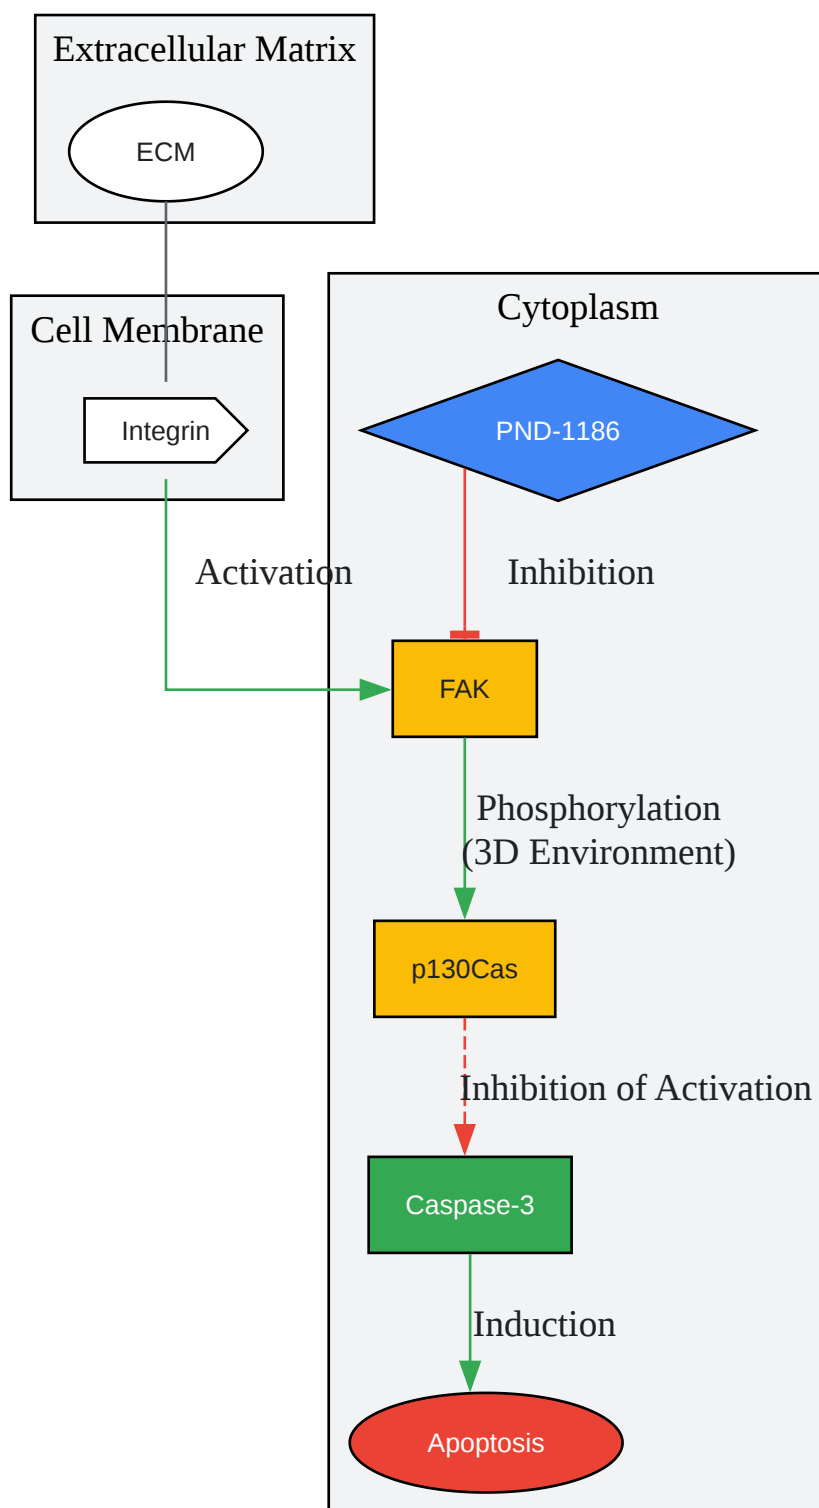 Extracellular Matrix
ECM
Cell Membrane
Integrin
Cytoplasm
PND-1186
Activation
Inhibition
FAK
Phosphorylation
(3D Environment)
p130Cas
Inhibition of Activation
Caspase-3
Induction
Apoptosis